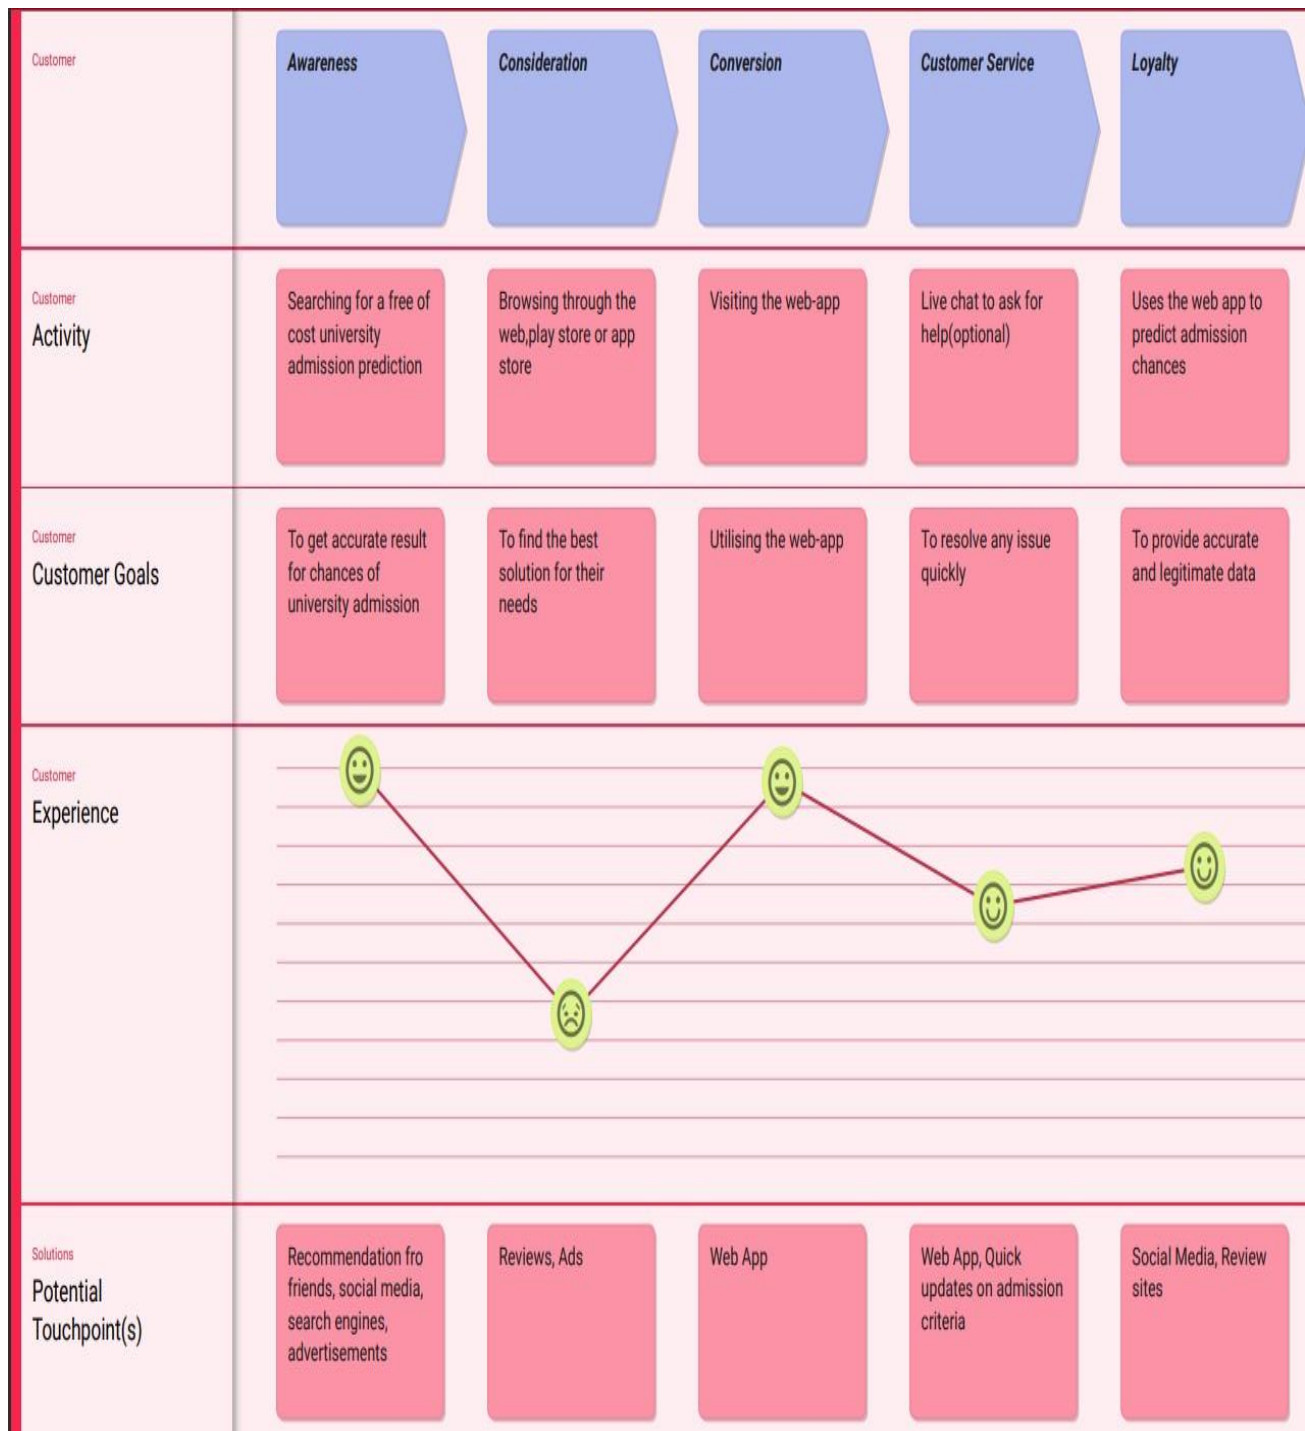 Customer
Awareness
Consideration
Conversion
Customer Service
Loyalty
Customer
Activity
Searching for a free of
cost university
admission prediction
Browsing through the
web,play store or app
store
Visiting the web-app
Live chat to ask for
help(optional)
Uses the web app to
predict admission
chances
Customer
Customer Goals
To get accurate result
for chances of
university admission
To find the best
solution for their
needs
Utilising the web-app
To resolve any issue
quickly
To provide accurate
and legitimate data
Customer
Experience
Solutions
Potential
Touchpoint(s)
Recommendation fro
friends, social media,
search engines,
advertisements
Reviews, Ads
Web App
Web App, Quick
updates on admission
criteria
Social Media, Review
sites